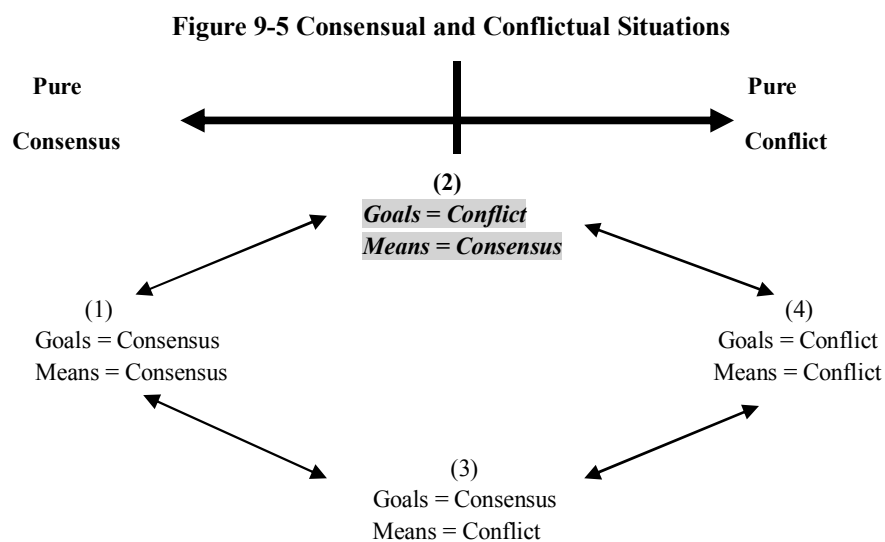 Figure 9-5 Consensual and Conflictual Situations
Pure
Consensus
Pure
Conflict
(2)
Goals = Conflict
Means = Consensus
(1)
Goals = Consensus
Means = Consensus
(4)
Goals = Conflict
Means = Conflict
(3)
Goals = Consensus
Means = Conflict